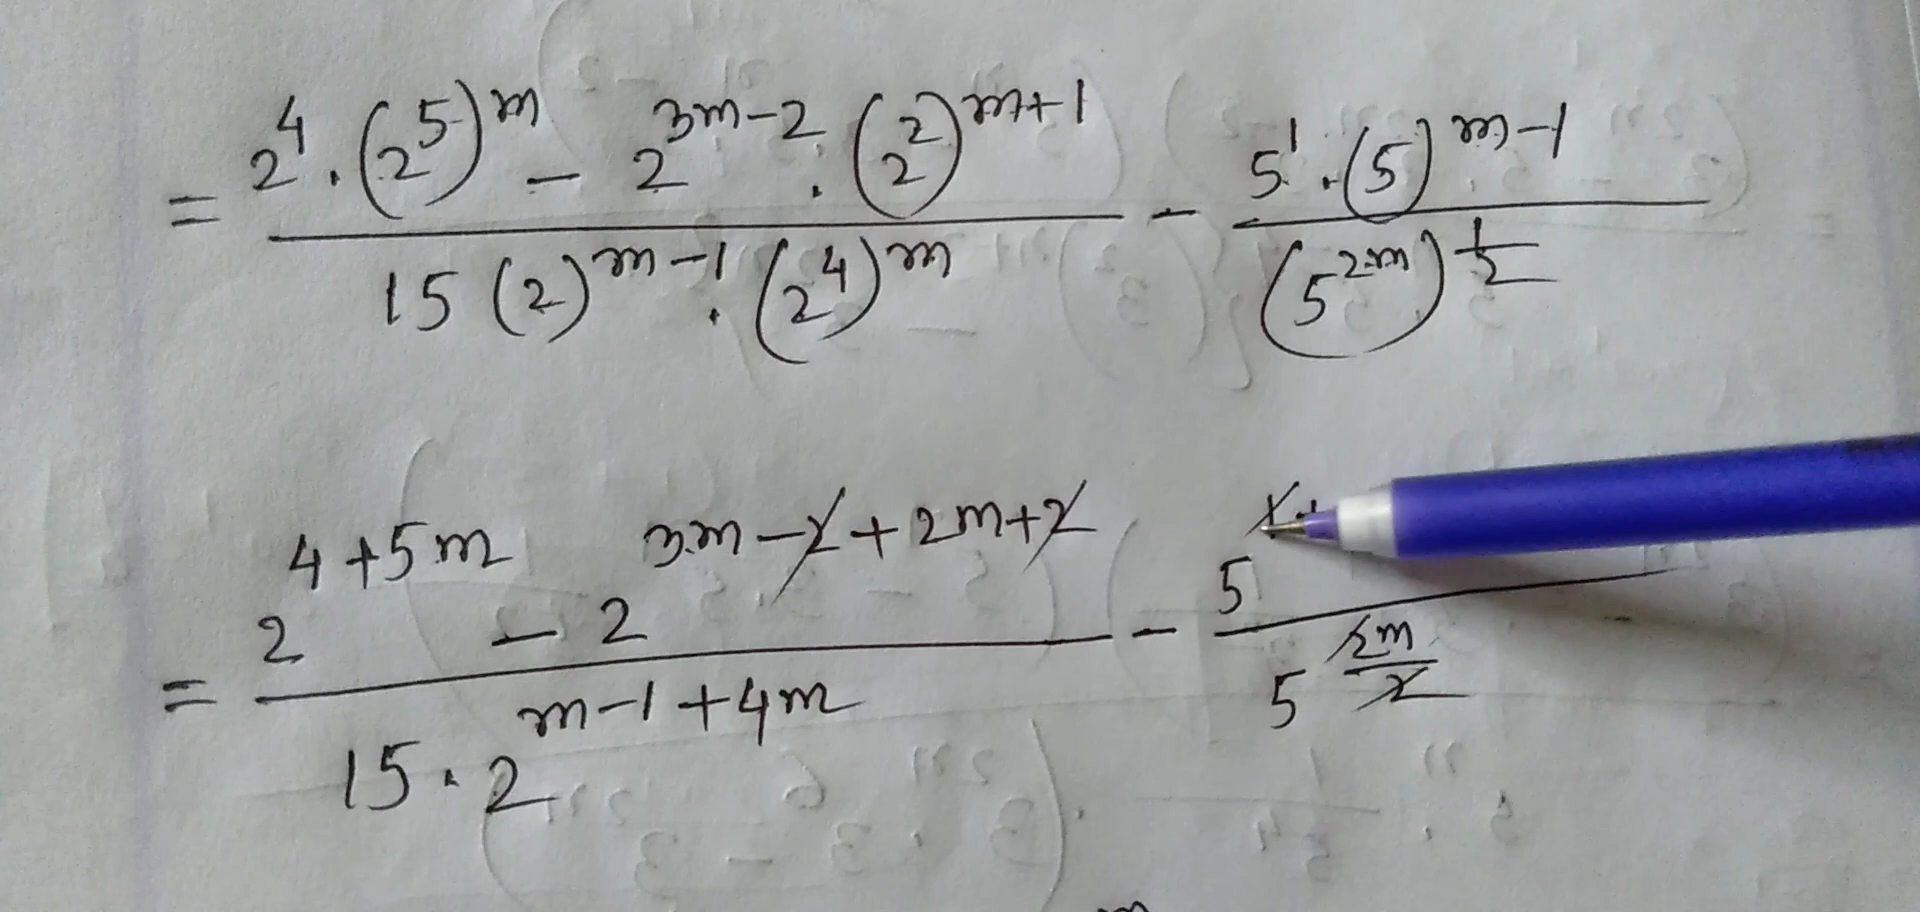 = (2^4 . (2^5)^m - 2^(3m-2) . (2^2)^(m+1)) / (15 (2)^(m-1) . (2^4)^m) - (5^1 . (5)^(m-1)) / ((5^(2m))^(1/2))
= (2^(4+5m) - 2^(3m-2+2m+2)) / (15 . 2^(m-1+4m)) - 5 / 5^(2m/2)